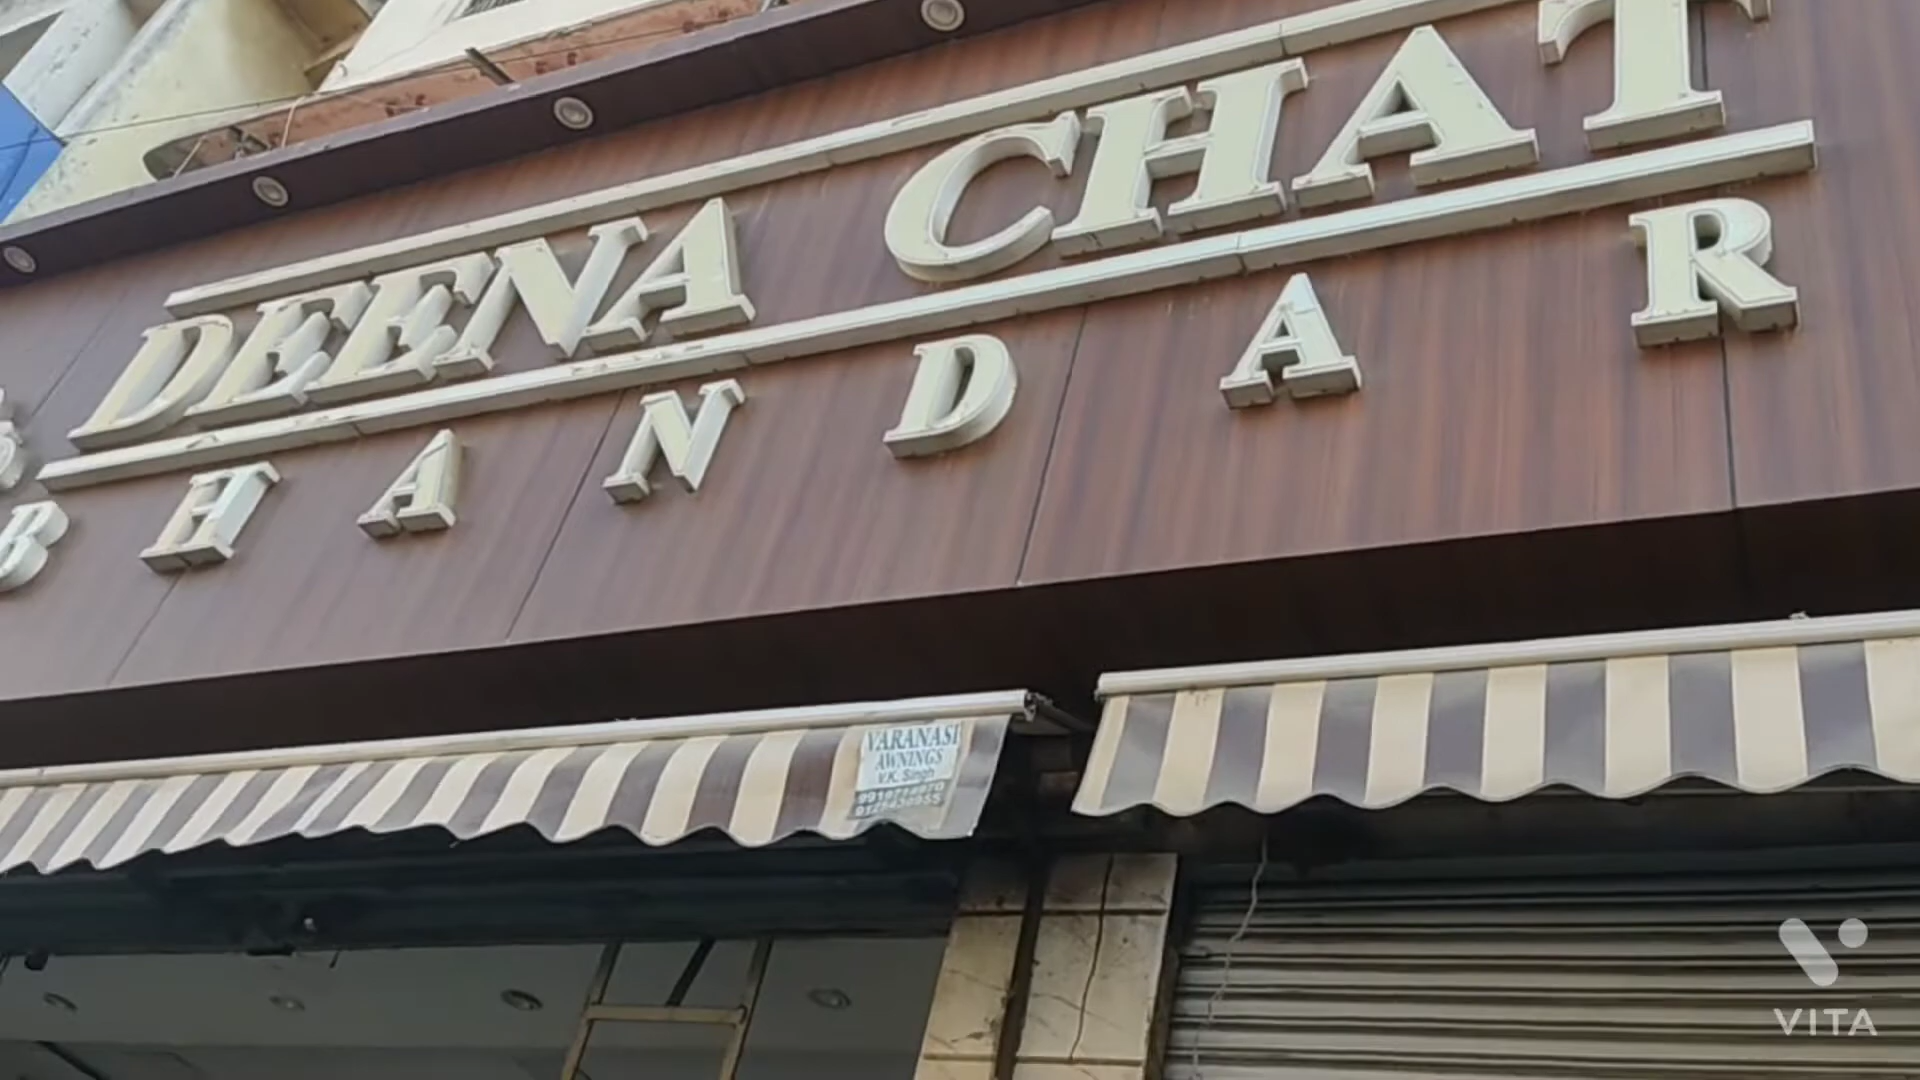 DEENA CHAT
BHANDAR
VARANASI
AWNINGS
V.K. Singh
VITA